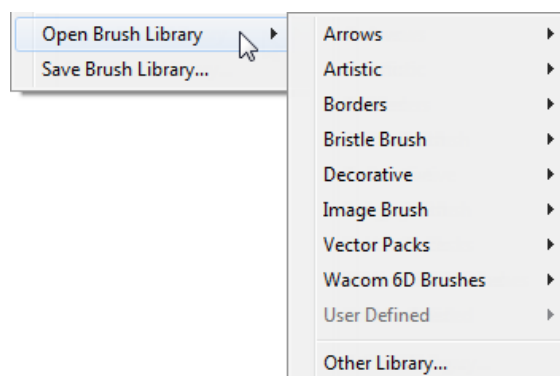 Open Brush Library
Save Brush Library...
Arrows
Artistic
Borders
Bristle Brush
Decorative
Image Brush
Vector Packs
Wacom 6D Brushes
User Defined
Other Library...